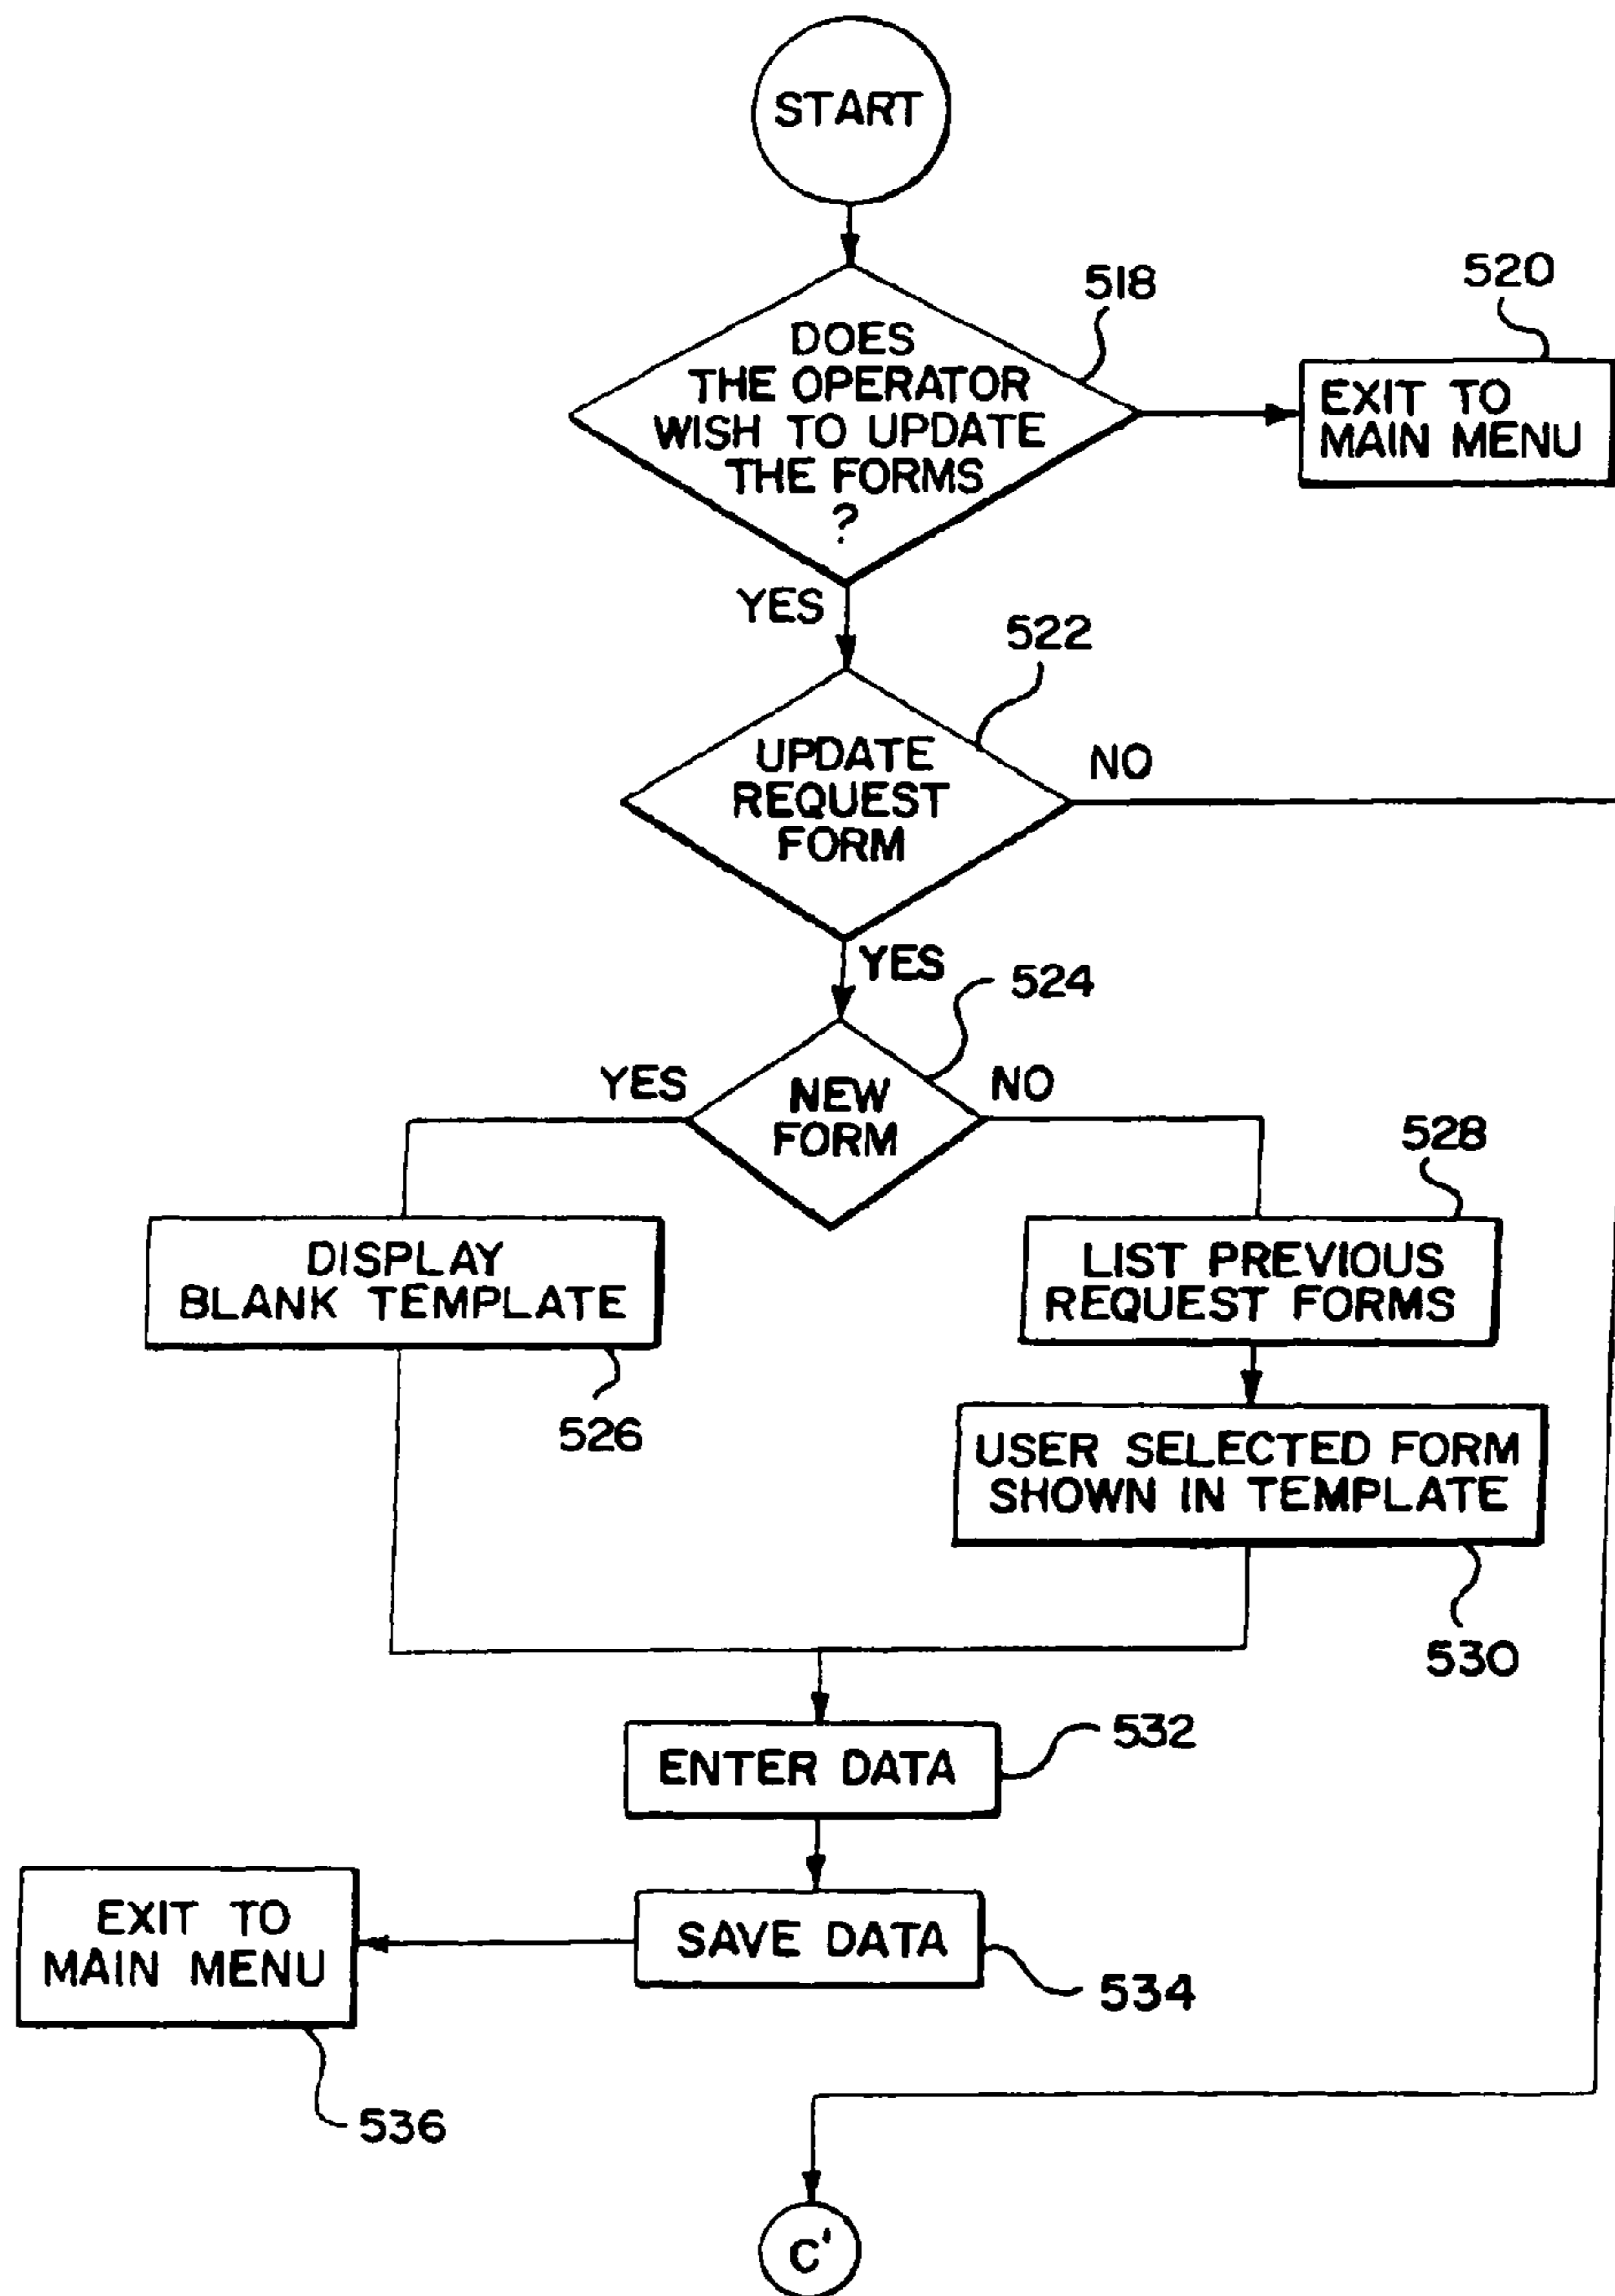 START
518
520
DOES
THE OPERATOR
WISH TO UPDATE
THE FORMS
?
EXIT TO
MAIN MENU
YES
522
UPDATE
REQUEST
FORM
NO
YES
524
YES
NEW
FORM
NO
528
DISPLAY
BLANK TEMPLATE
LIST PREVIOUS
REQUEST FORMS
526
USER SELECTED FORM
SHOWN IN TEMPLATE
530
532
ENTER DATA
EXIT TO
MAIN MENU
SAVE DATA
534
536
C'